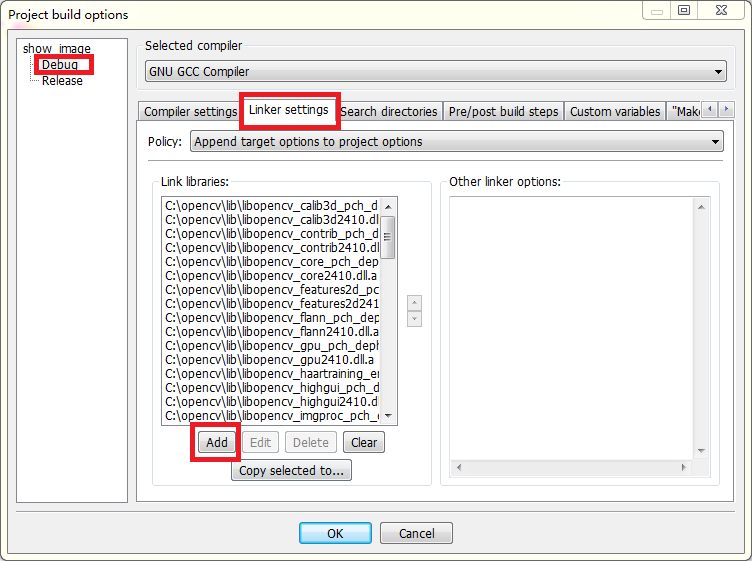 Project build options
show_image
Debug
Release
Selected compiler
GNU GCC Compiler
Compiler settings
Linker settings
Search directories
Pre/post build steps
Custom variables
"Make
Policy:
Append target options to project options
Link libraries:
C:\opencv\lib\libopencv_calib3d_pch_d
C:\opencv\lib\libopencv_calib3d2410.dl
C:\opencv\lib\libopencv_contrib_pch_d
C:\opencv\lib\libopencv_contrib2410.dl
C:\opencv\lib\libopencv_core_pch_dep
C:\opencv\lib\libopencv_core2410.dll.a
C:\opencv\lib\libopencv_features2d_pc
C:\opencv\lib\libopencv_features2d241
C:\opencv\lib\libopencv_flann_pch_dep
C:\opencv\lib\libopencv_flann2410.dll.a
C:\opencv\lib\libopencv_gpu_pch_deph
C:\opencv\lib\libopencv_gpu2410.dll.a
C:\opencv\lib\libopencv_haartraining_en
C:\opencv\lib\libopencv_highgui_pch_d
C:\opencv\lib\libopencv_highgui2410.dl
C:\opencv\lib\libopencv_imgproc_pch_d
Add
Edit
Delete
Clear
Copy selected to...
Other linker options:
OK
Cancel